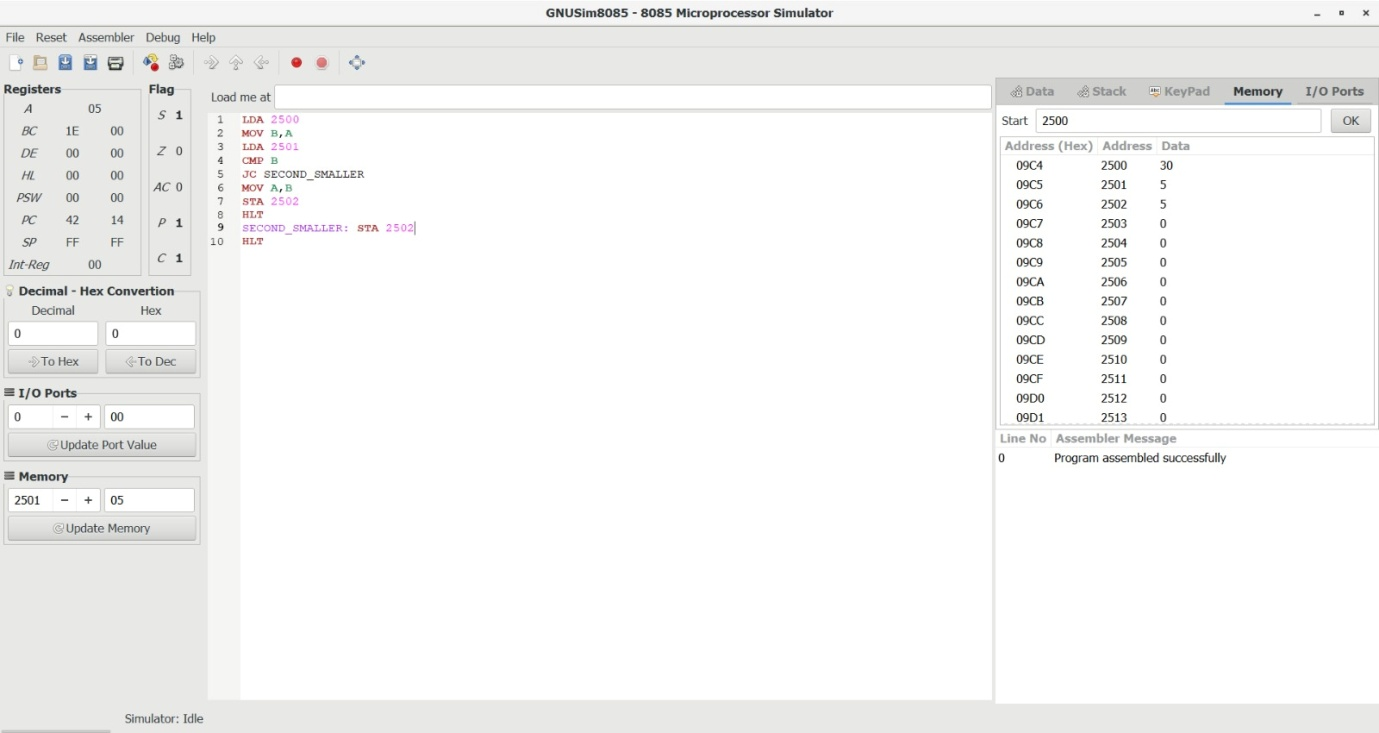 GNUSim8085 - 8085 Microprocessor Simulator
File Reset Assembler Debug Help
Registers
A 05
BC 1E 00
DE 00 00
HL 00 00
PSW 00 00
PC 42 14
SP FF FF
Int-Reg 00
Flag
S 1
Z 0
AC 0
P 1
C 1
Decimal - Hex Convertion
Decimal Hex
0 0
To Hex To Dec
I/O Ports
0 - + 00
Update Port Value
Memory
2501 - + 05
Update Memory
Load me at
1 LDA 2500
2 MOV B,A
3 LDA 2501
4 CMP B
5 JC SECOND_SMALLER
6 MOV A,B
7 STA 2502
8 HLT
9 SECOND_SMALLER: STA 2502
10 HLT
Data Stack KeyPad Memory I/O Ports
Start 2500 OK
Address (Hex) Address Data
09C4 2500 30
09C5 2501 5
09C6 2502 5
09C7 2503 0
09C8 2504 0
09C9 2505 0
09CA 2506 0
09CB 2507 0
09CC 2508 0
09CD 2509 0
09CE 2510 0
09CF 2511 0
09D0 2512 0
09D1 2513 0
Line No Assembler Message
0 Program assembled successfully
Simulator: Idle